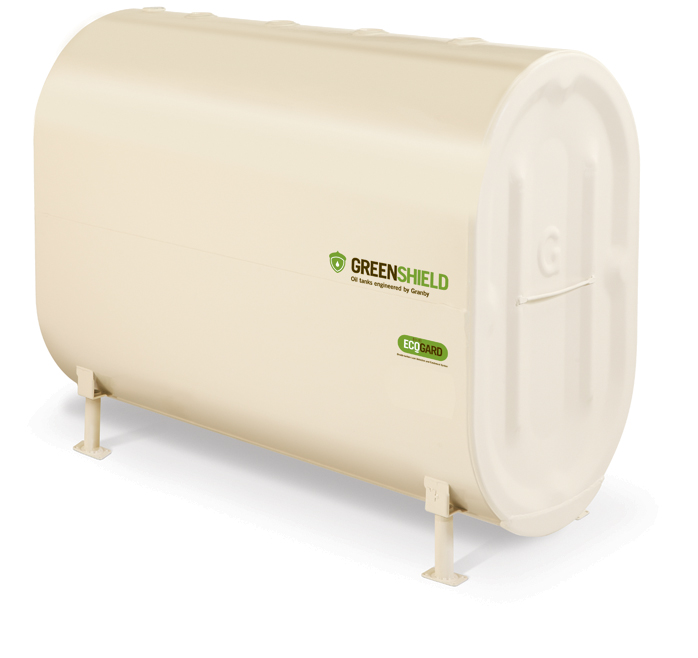 GREENSHIELD
Oil tanks engineered by Granby
ECOGARD
G